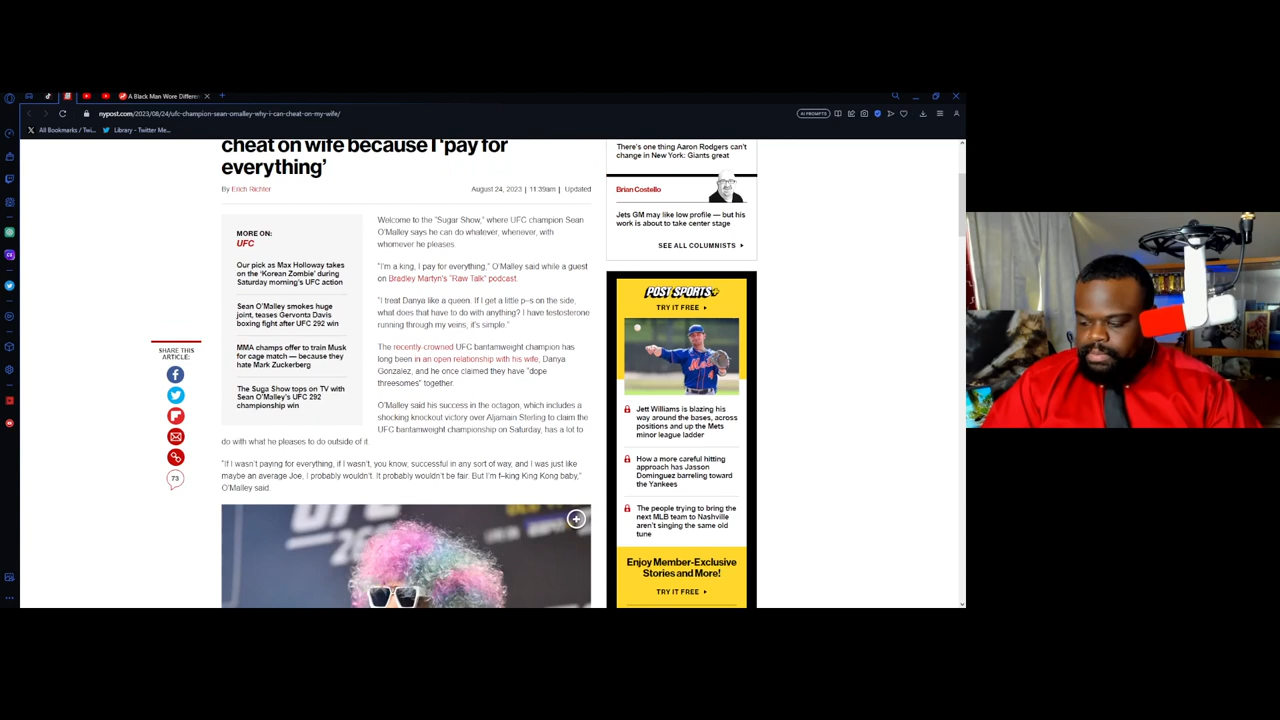 A Black Man Wore Differen
nypost.com/2023/08/24/ufc-champion-sean-omalley-why-i-can-cheat-on-my-wife/
AI PROMPTS
All Bookmarks / Twi...
Library - Twitter Me...
cheat on wife because I 'pay for
everything'
By Erich Richter
August 24, 2023 | 11:39am | Updated
MORE ON:
UFC
Our pick as Max Holloway takes
on the 'Korean Zombie' during
Saturday morning's UFC action
Sean O'Malley smokes huge
joint, teases Gervonta Davis
boxing fight after UFC 292 win
MMA champs offer to train Musk
for cage match — because they
hate Mark Zuckerberg
The Suga Show tops on TV with
Sean O'Malley's UFC 292
championship win
SHARE THIS
ARTICLE:
73
Welcome to the "Sugar Show," where UFC champion Sean
O'Malley says he can do whatever, whenever, with
whomever he pleases.
"I'm a king, I pay for everything," O'Malley said while a guest
on Bradley Martyn's "Raw Talk" podcast.
"I treat Danya like a queen. If I get a little p–s on the side,
what does that have to do with anything? I have testosterone
running through my veins, it's simple."
The recently-crowned UFC bantamweight champion has
long been in an open relationship with his wife, Danya
Gonzalez, and he once claimed they have "dope
threesomes" together.
O'Malley said his success in the octagon, which includes a
shocking knockout victory over Aljamain Sterling to claim the
UFC bantamweight championship on Saturday, has a lot to
do with what he pleases to do outside of it.
"If I wasn't paying for everything, if I wasn't, you know, successful in any sort of way, and I was just like
maybe an average Joe, I probably wouldn't. It probably wouldn't be fair. But I'm f–king King Kong baby,"
O'Malley said.
There's one thing Aaron Rodgers can't
change in New York: Giants great
Brian Costello
Jets GM may like low profile — but his
work is about to take center stage
SEE ALL COLUMNISTS
POST SPORTS+
TRY IT FREE
Jett Williams is blazing his
way around the bases, across
positions and up the Mets
minor league ladder
How a more careful hitting
approach has Jasson
Dominguez barreling toward
the Yankees
The people trying to bring the
next MLB team to Nashville
aren't singing the same old
tune
Enjoy Member-Exclusive
Stories and More!
TRY IT FREE